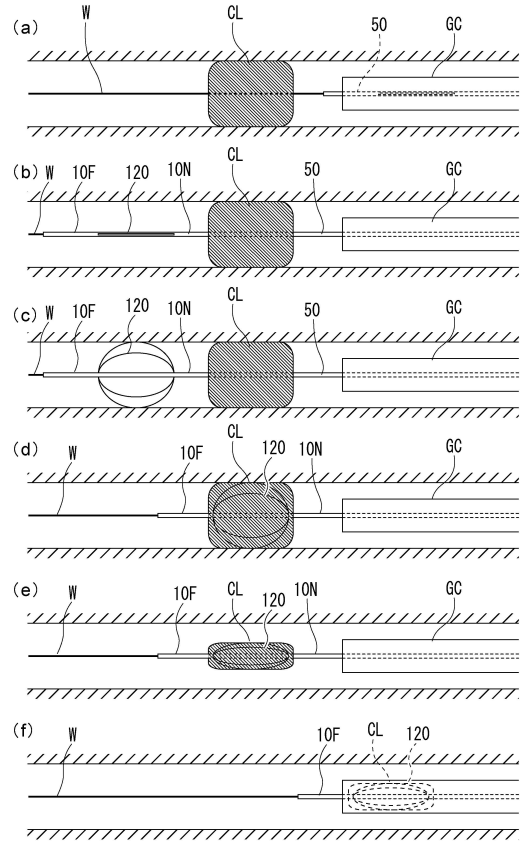 (a) W CL 50 GC
(b) W 10F 120 10N CL 50 GC
(c) W 10F 120 10N CL 50 GC
(d) W 10F CL 120 10N GC
(e) W 10F CL 120 10N GC
(f) W 10F CL 120